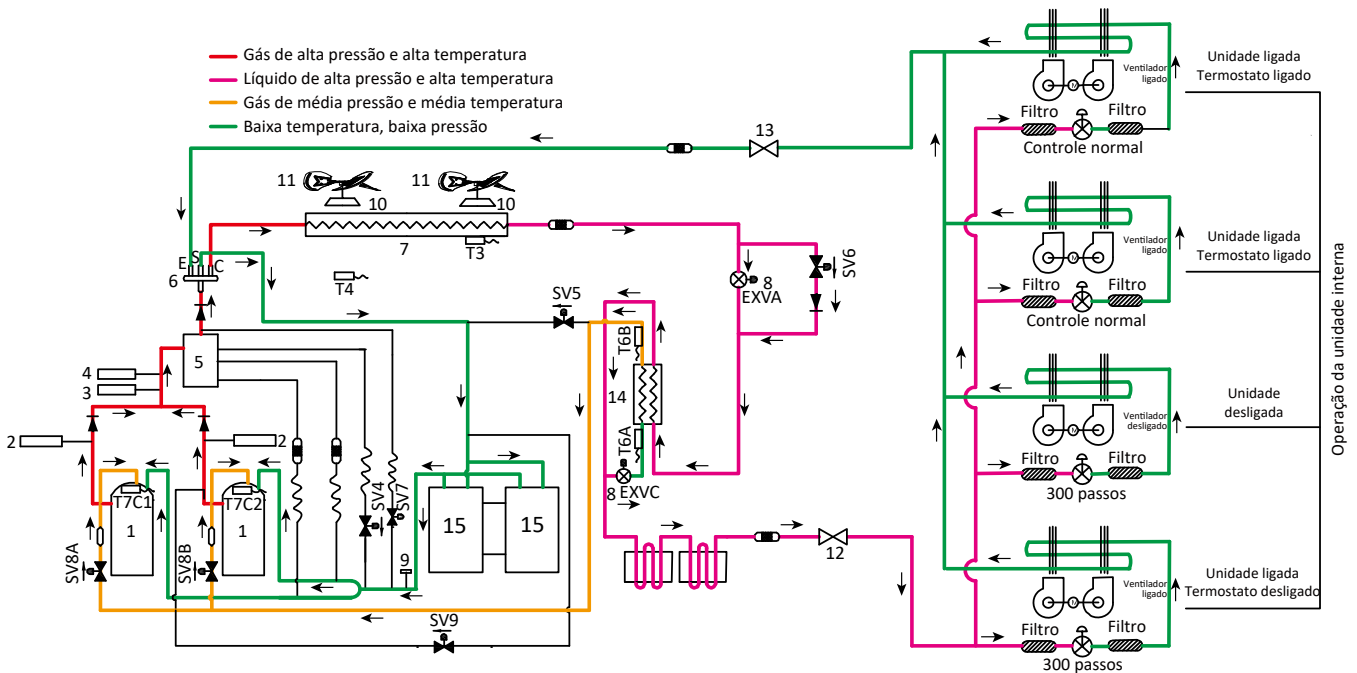 Gás de alta pressão e alta temperatura
Líquido de alta pressão e alta temperatura
Gás de média pressão e média temperatura
Baixa temperatura, baixa pressão
13
11
11
10
10
7
T3
T4
E
S
C
6
5
4
3
2
2
T7C1
T7C2
1
1
SV8A
SV8B
SV4
SV7
9
SV9
15
15
SV5
T6B
14
T6A
8
EXVC
8
EXVA
SV6
12
Ventilador
ligado
M
Filtro
Filtro
Controle normal
Unidade ligada
Termostato ligado
Ventilador
ligado
M
Filtro
Filtro
Controle normal
Unidade ligada
Termostato ligado
Ventilador
desligado
M
Filtro
Filtro
300 passos
Unidade
desligada
Ventilador
ligado
M
Filtro
Filtro
300 passos
Unidade ligada
Termostato desligado
Operação da unidade interna